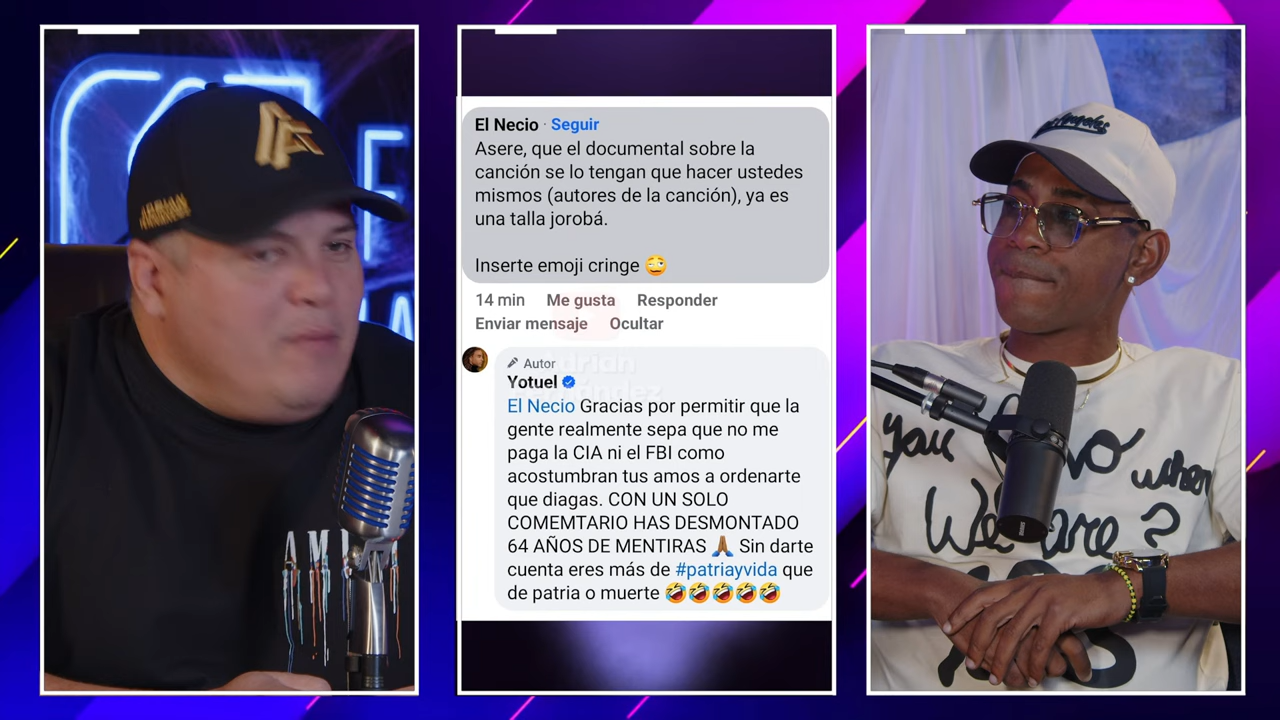 El Necio · Seguir
Asere, que el documental sobre la
canción se lo tengan que hacer ustedes
mismos (autores de la canción), ya es
una talla jorobá.
Inserte emoji cringe 😜
14 min Me gusta Responder
Enviar mensaje Ocultar
Autor
Yotuel
El Necio Gracias por permitir que la
gente realmente sepa que no me
paga la CIA ni el FBI como
acostumbran tus amos a ordenarte
que diagas. CON UN SOLO
COMEMTARIO HAS DESMONTADO
64 AÑOS DE MENTIRAS 🙏🏾 Sin darte
cuenta eres más de #patriayvida que
de patria o muerte 🤣🤣🤣🤣🤣
you
when
We are ?